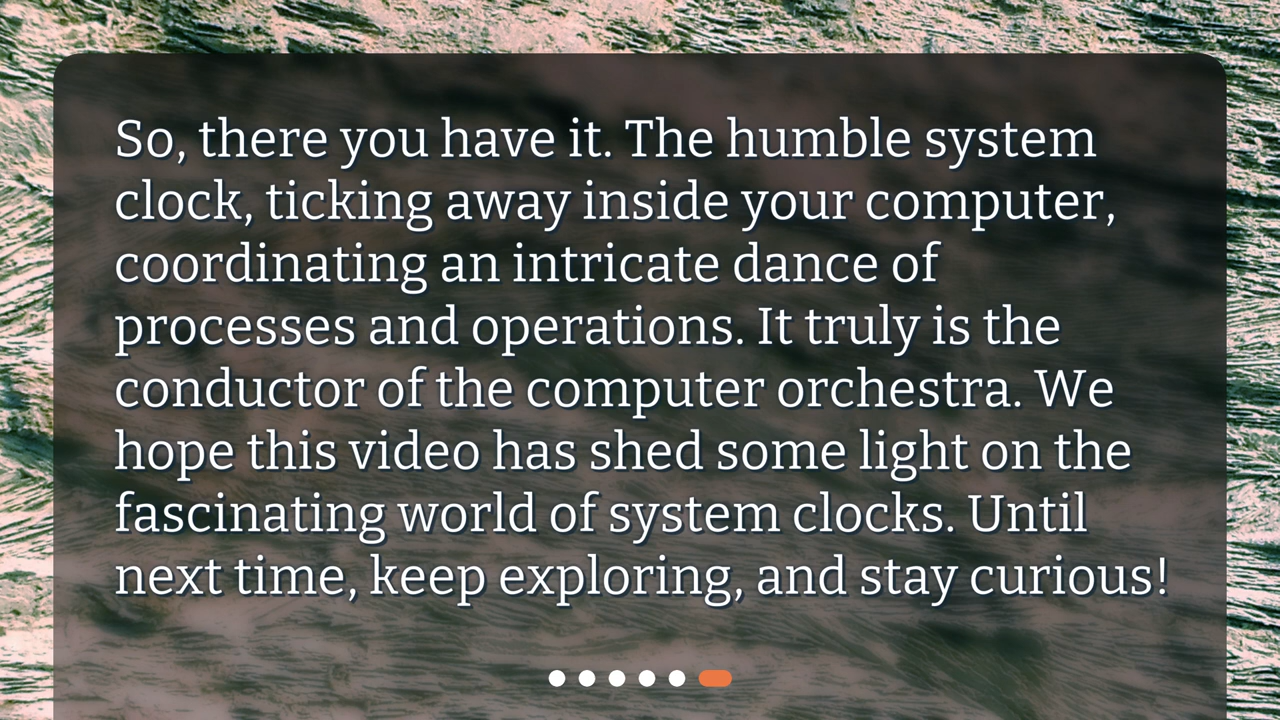 So, there you have it. The humble system
clock, ticking away inside your computer,
coordinating an intricate dance of
processes and operations. It truly is the
conductor of the computer orchestra. We
hope this video has shed some light on the
fascinating world of system clocks. Until
next time, keep exploring, and stay curious!